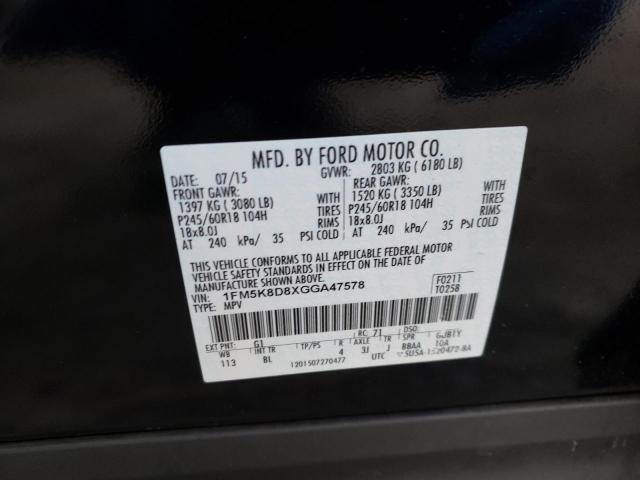 MFD. BY FORD MOTOR CO.
DATE: 07/15 GVWR: 2803 KG ( 6180 LB)
FRONT GAWR: REAR GAWR:
1397 KG ( 3080 LB) WITH 1520 KG ( 3350 LB) WITH
P245/60R18 104H TIRES P245/60R18 104H TIRES
18x8.0J RIMS 18x8.0J RIMS
AT 240 kPa/ 35 PSI COLD AT 240 kPa/ 35 PSI COLD
THIS VEHICLE CONFORMS TO ALL APPLICABLE FEDERAL MOTOR
VEHICLE SAFETY STANDARDS IN EFFECT ON THE DATE OF
MANUFACTURE SHOWN ABOVE.
VIN: 1FM5K8D8XGGA47578 F0211
TYPE: MPV T0258
EXT PNT: G1 RC: 71 DSO:
WB INT TR TP/PS R AXLE TR SPR 6JBTY
113 BL 4 3J J BBAA 10A
1201507270477 UTC